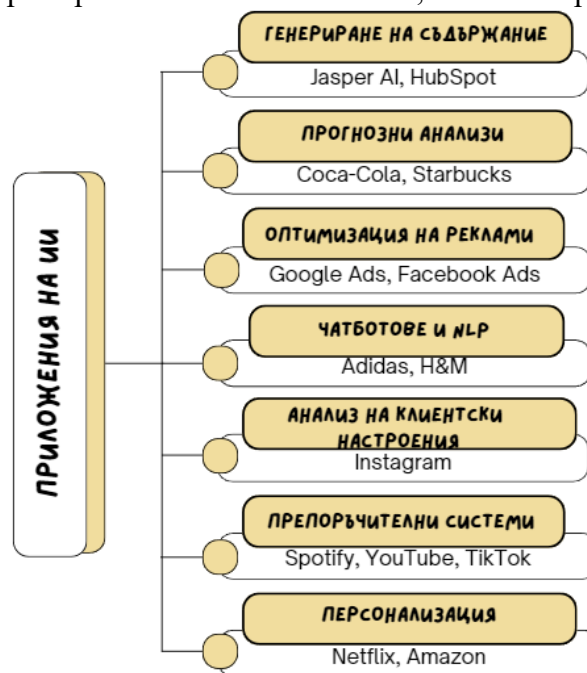 ПРИЛОЖЕНИЯ НА ИИ
ГЕНЕРИРАНЕ НА СЪДЪРЖАНИЕ
Jasper AI, HubSpot
ПРОГНОЗНИ АНАЛИЗИ
Coca-Cola, Starbucks
ОПТИМИЗАЦИЯ НА РЕКЛАМИ
Google Ads, Facebook Ads
ЧАТБОТОВЕ И NLP
Adidas, H&M
АНАЛИЗ НА КЛИЕНТСКИ
НАСТРОЕНИЯ
Instagram
ПРЕПОРЪЧИТЕЛНИ СИСТЕМИ
Spotify, YouTube, TikTok
ПЕРСОНАЛИЗАЦИЯ
Netflix, Amazon